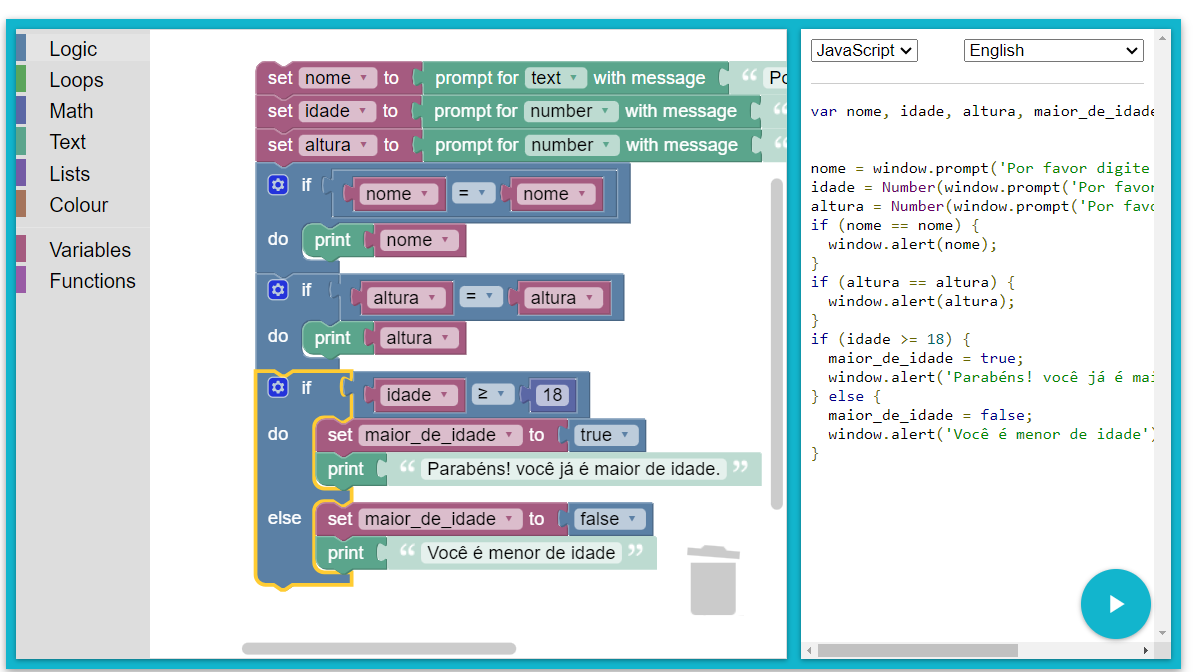 Logic
Loops
Math
Text
Lists
Colour
Variables
Functions
set nome to prompt for text with message “ Po
set idade to prompt for number with message “
set altura to prompt for number with message “
if nome = nome
do print nome
if altura = altura
do print altura
if idade ≥ 18
do set maior_de_idade to true
print “ Parabéns! você já é maior de idade. ”
else set maior_de_idade to false
print “ Você é menor de idade ”
JavaScript English
var nome, idade, altura, maior_de_idade
nome = window.prompt('Por favor digite
idade = Number(window.prompt('Por favor
altura = Number(window.prompt('Por favo
if (nome == nome) {
window.alert(nome);
}
if (altura == altura) {
window.alert(altura);
}
if (idade >= 18) {
maior_de_idade = true;
window.alert('Parabéns! você já é mai
} else {
maior_de_idade = false;
window.alert('Você é menor de idade')
}